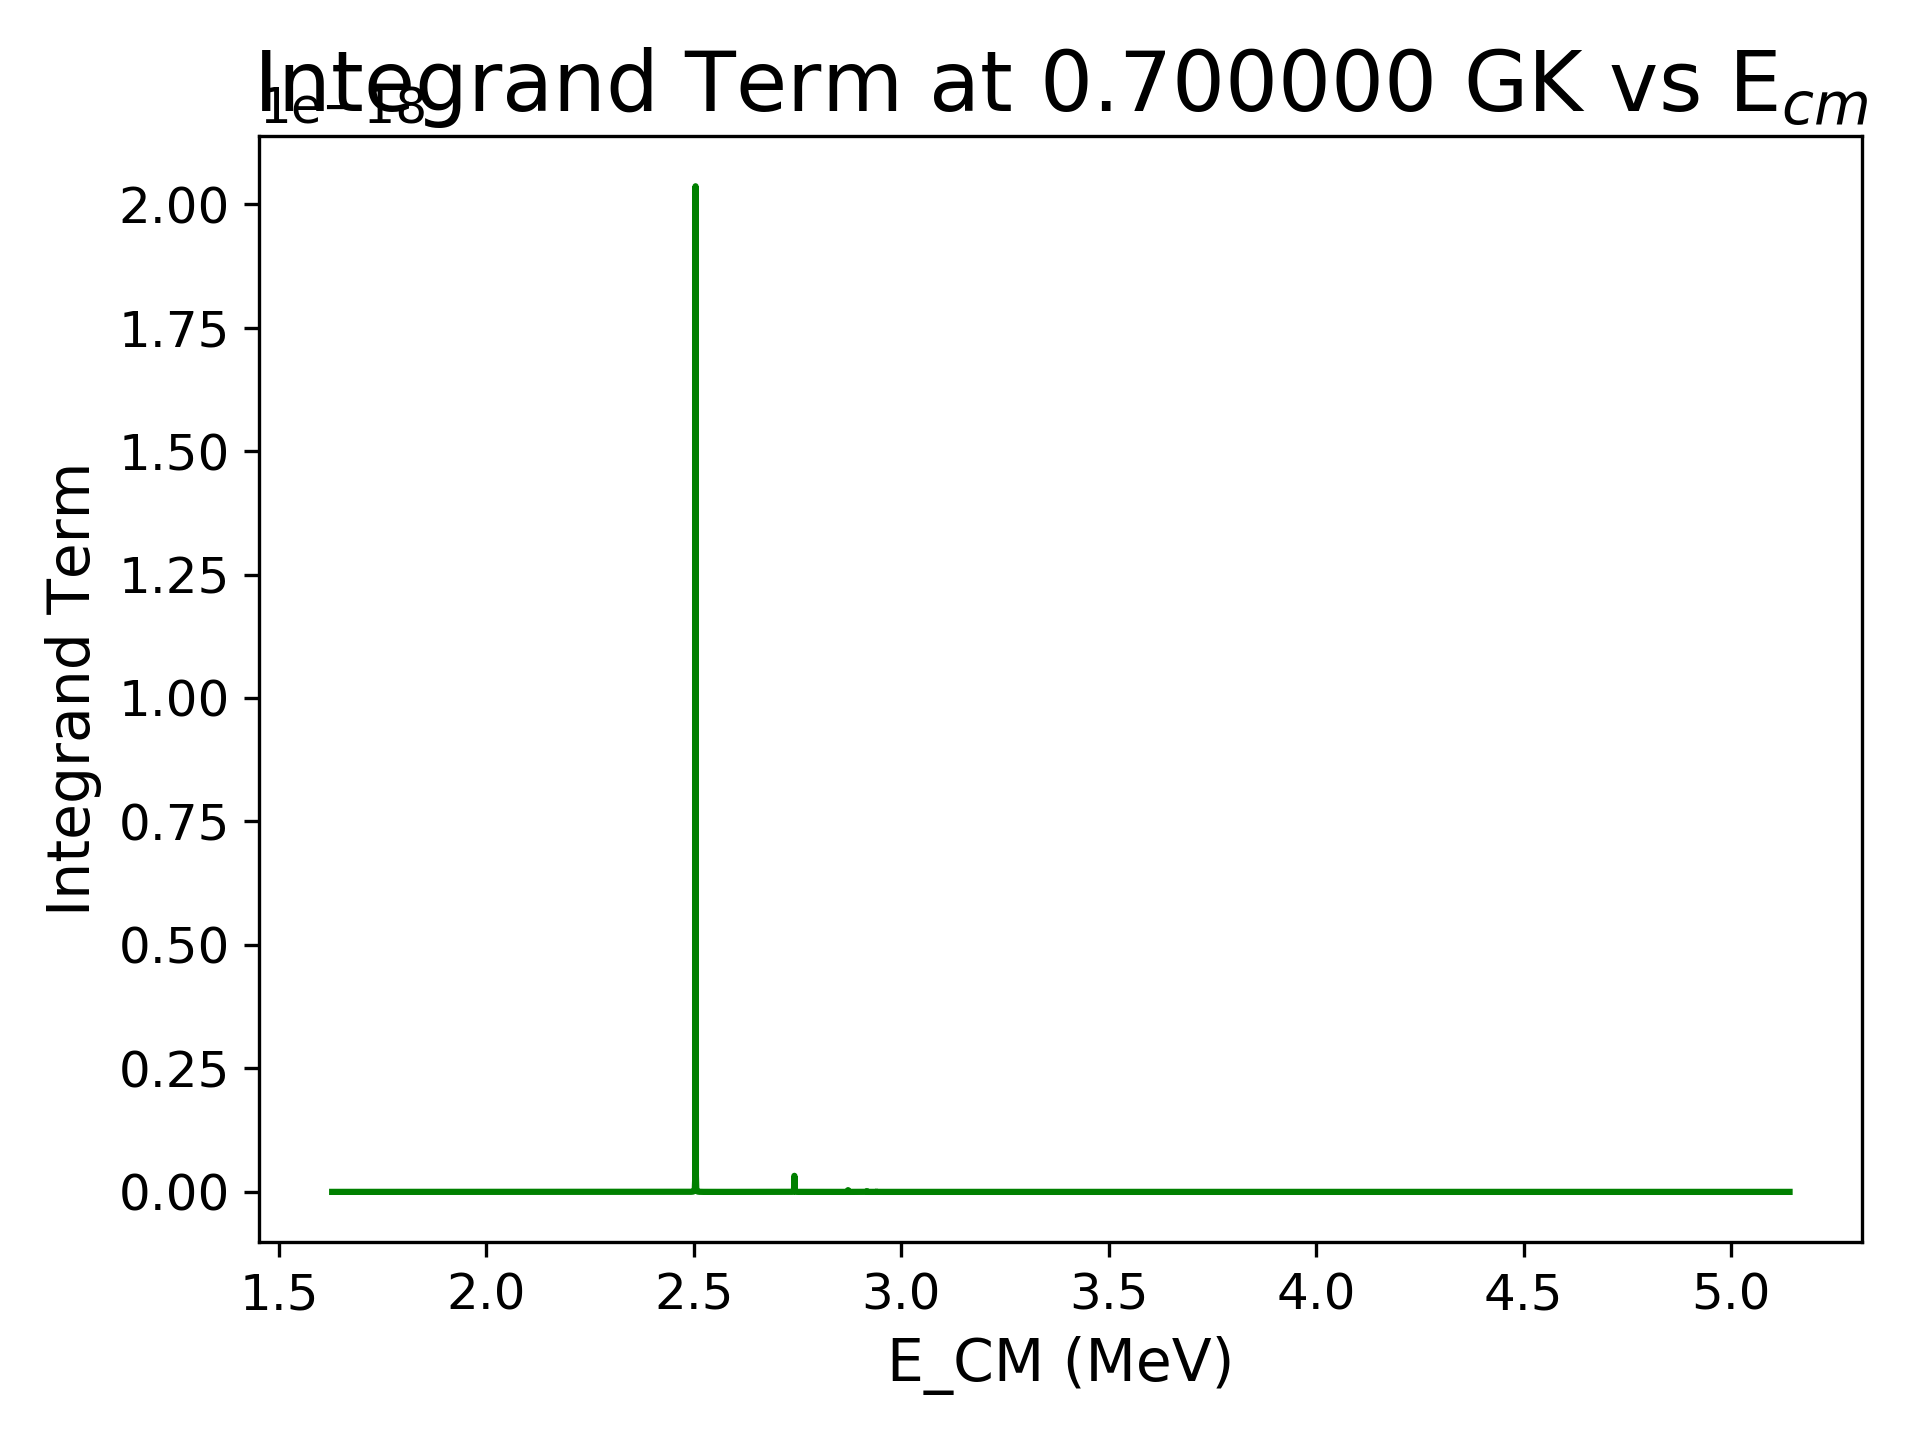 Integrand Term at 0.700000 GK vs E_cm
1e−18
2.00
1.75
1.50
1.25
1.00
0.75
0.50
0.25
0.00
Integrand Term
1.5 2.0 2.5 3.0 3.5 4.0 4.5 5.0
E_CM (MeV)